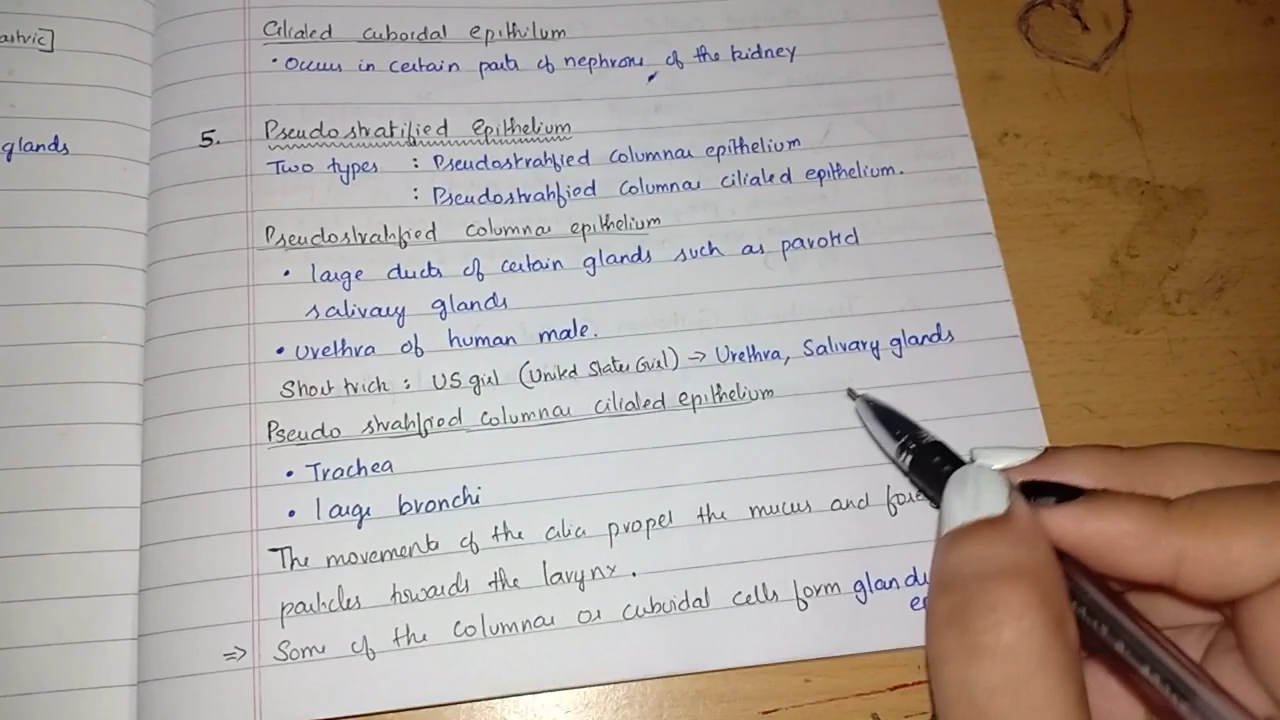 astric]
glands
Ciliated cuboidal epithilum
• Occurs in certain parts of nephrons of the kidney
5. Pseudostratified Epithelium
Two types : Pseudostratified columnar epithelium
: Pseudostratified columnar ciliated epithelium.
Pseudostratified columnar epithelium
• large ducts of certain glands such as parotid
salivary glands
• Urethra of human male.
Short trick : US girl (United States Girl) → Urethra, Salivary glands
Pseudo stratified columnar ciliated epithelium
• Trachea
• large bronchi
The movements of the cilia propel the mucus and
particles towards the larynx.
⇒ Some of the columnar or cuboidal cells form